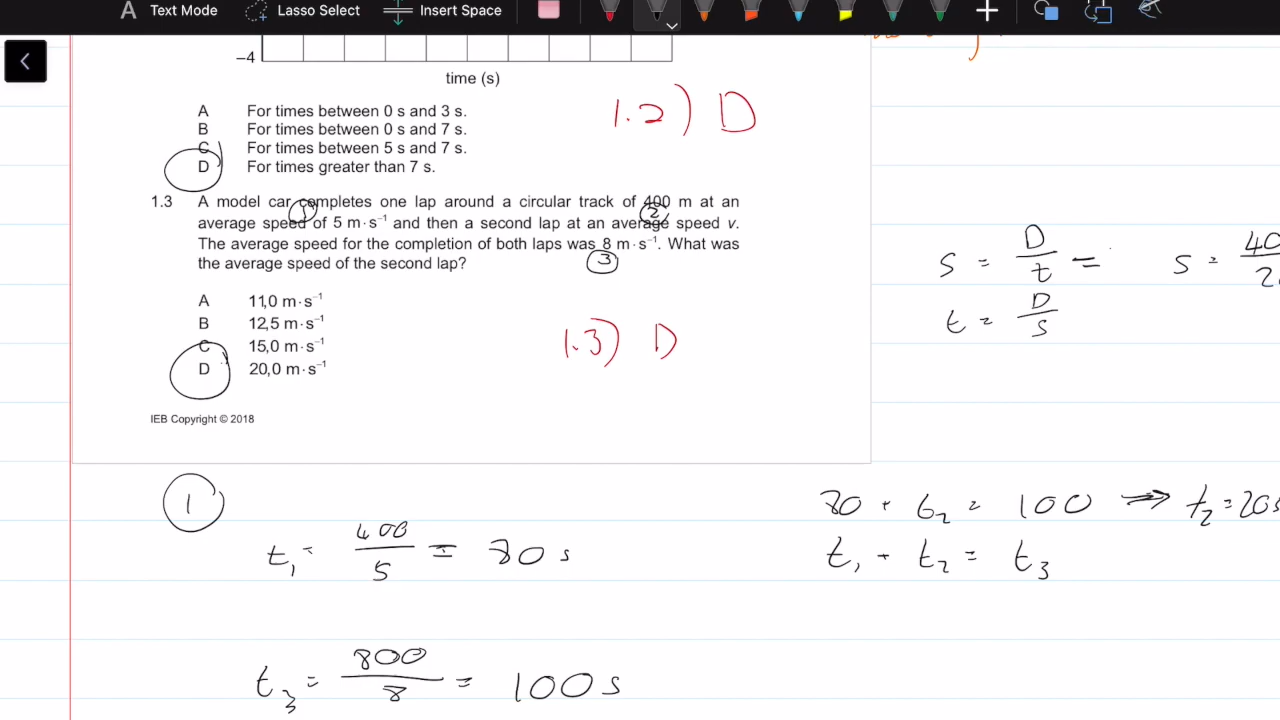 Text Mode Lasso Select Insert Space
−4
time (s)
A For times between 0 s and 3 s.
B For times between 0 s and 7 s.
C For times between 5 s and 7 s.
D For times greater than 7 s.
1.2) D
1.3 A model car completes one lap around a circular track of 400 m at an
average speed of 5 m·s⁻¹ and then a second lap at an average speed v.
The average speed for the completion of both laps was 8 m·s⁻¹. What was
the average speed of the second lap?
1
2
3
A 11,0 m·s⁻¹
B 12,5 m·s⁻¹
C 15,0 m·s⁻¹
D 20,0 m·s⁻¹
1.3) D
IEB Copyright © 2018
s = D/t =
t = D/s
s =
1
t₁ = 400/5 = 80 s
t₃ = 800/8 = 100 s
80 + t₂ = 100 ⇒ t₂ = 20s
t₁ + t₂ = t₃